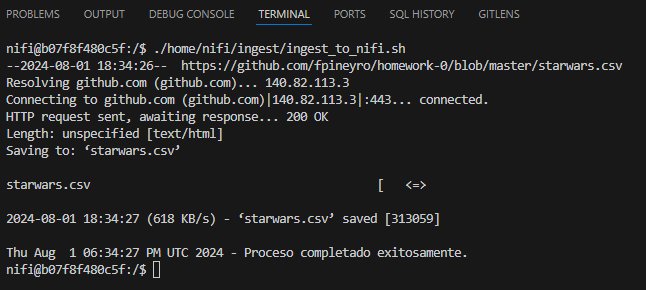 PROBLEMS OUTPUT DEBUG CONSOLE TERMINAL PORTS SQL HISTORY GITLENS
nifi@b07f8f480c5f:/$ ./home/nifi/ingest/ingest_to_nifi.sh
--2024-08-01 18:34:26--  https://github.com/fpineyro/homework-0/blob/master/starwars.csv
Resolving github.com (github.com)... 140.82.113.3
Connecting to github.com (github.com)|140.82.113.3|:443... connected.
HTTP request sent, awaiting response... 200 OK
Length: unspecified [text/html]
Saving to: ‘starwars.csv’
starwars.csv [ <=>
2024-08-01 18:34:27 (618 KB/s) - ‘starwars.csv’ saved [313059]
Thu Aug  1 06:34:27 PM UTC 2024 - Proceso completado exitosamente.
nifi@b07f8f480c5f:/$